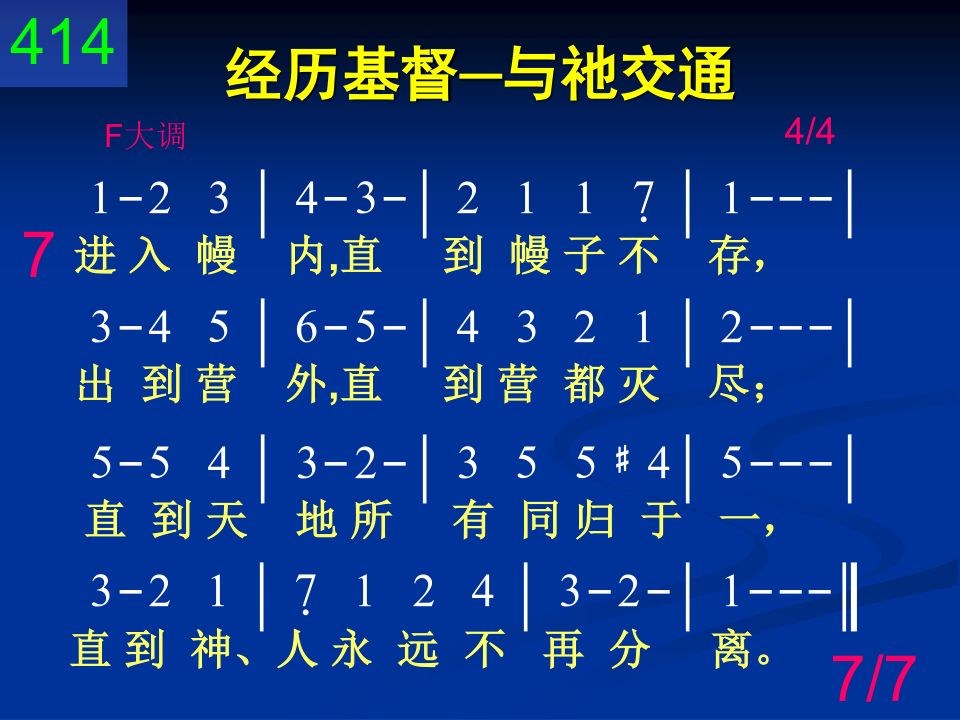 414
经历基督─与祂交通
F大调 4/4
1-2 3 | 4-3- | 2 1 1 7̣ | 1--- |
7 进入幔 内,直 到幔子不 存，
3-4 5 | 6-5- | 4 3 2 1 | 2--- |
出到营 外,直 到营都灭 尽；
5-5 4 | 3-2- | 3 5 5 ♯4 | 5--- |
直到天 地所 有同归于 一，
3-2 1 | 7̣ 1 2 4 | 3-2- | 1---‖
直到神、人永远不再分 离。
7/7